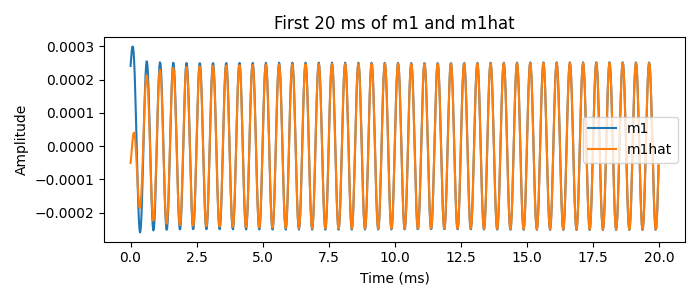 First 20 ms of m1 and m1hat
Amplitude
0.0003
0.0002
0.0001
0.0000
−0.0001
−0.0002
m1
m1hat
0.0 2.5 5.0 7.5 10.0 12.5 15.0 17.5 20.0
Time (ms)